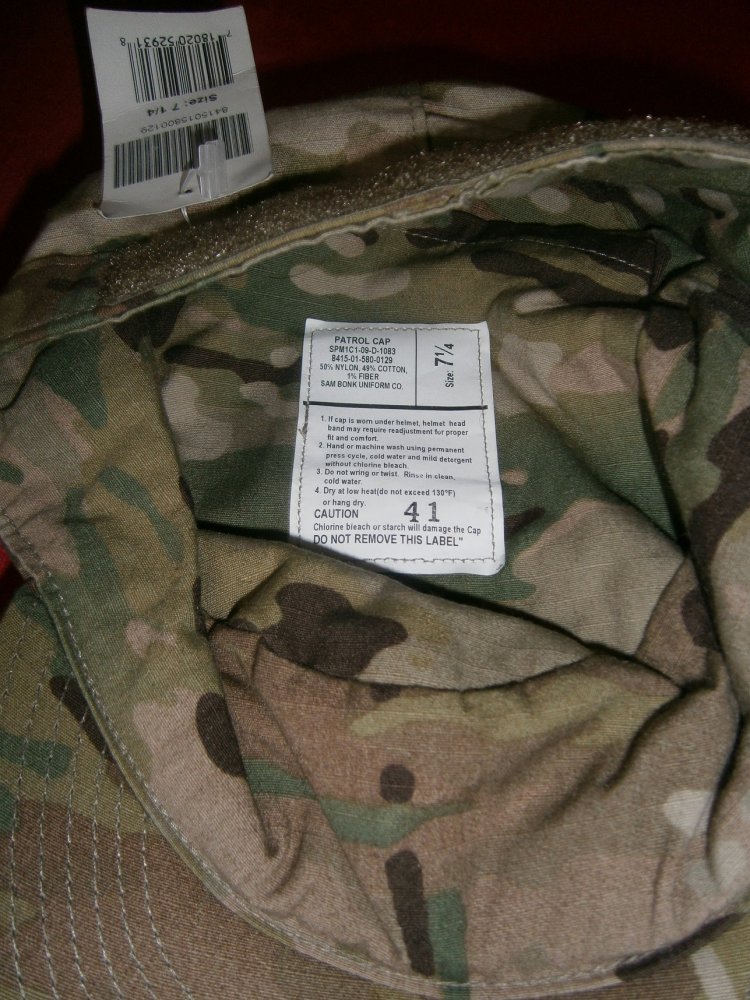 7 18020 52931 8
Size: 7 1/4
8415015800129
PATROL CAP
SPM1C1-09-D-1083
8415-01-580-0129
50% NYLON, 49% COTTON,
1% FIBER
SAM BONK UNIFORM CO.
Size: 7¼
1. If cap is worn under helmet, helmet head
band may require readjustment for proper
fit and comfort.
2. Hand or machine wash using permanent
press cycle, cold water and mild detergent
without chlorine bleach.
3. Do not wring or twist. Rinse in clean,
cold water.
4. Dry at low heat(do not exceed 130°F)
or hang dry.
CAUTION 41
Chlorine bleach or starch will damage the Cap
DO NOT REMOVE THIS LABEL"